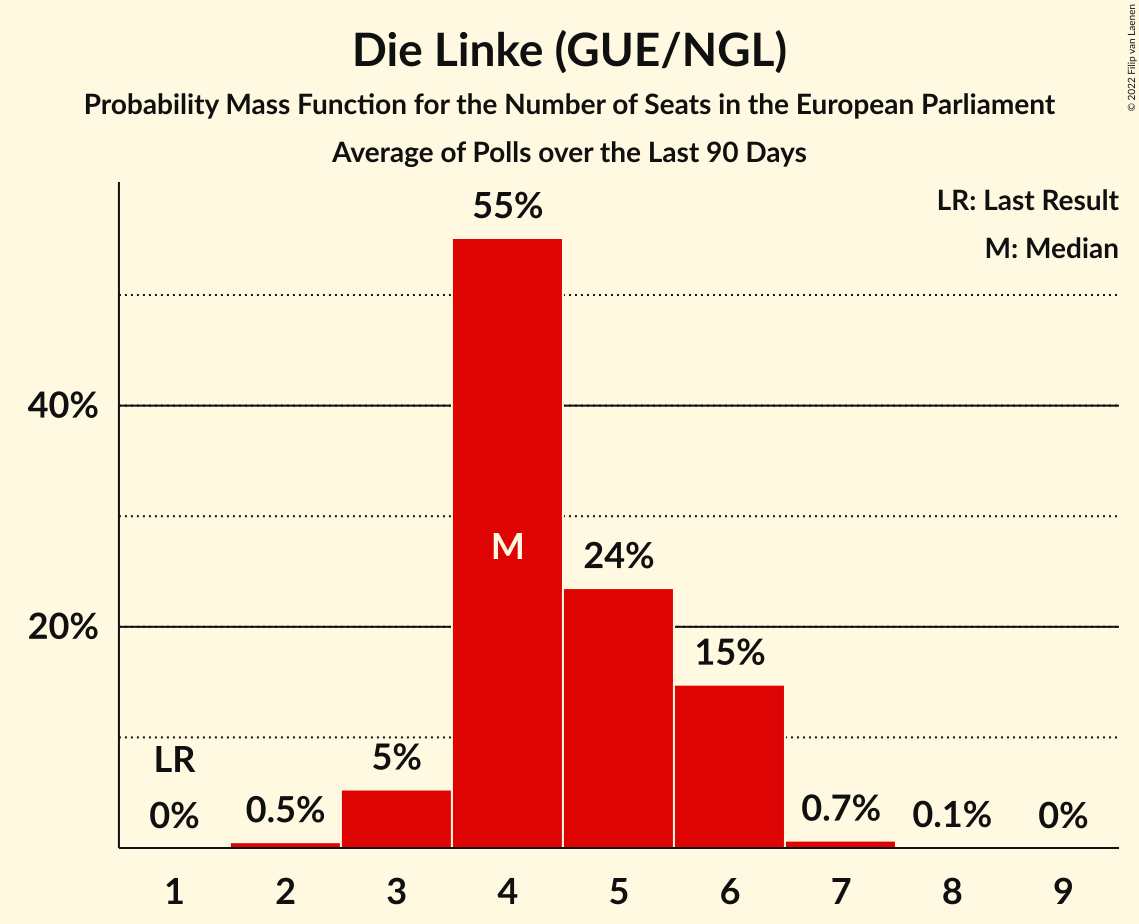 Die Linke (GUE/NGL)
Probability Mass Function for the Number of Seats in the European Parliament
Average of Polls over the Last 90 Days
© 2022 Filip van Laenen
LR: Last Result
M: Median
55%
40%
M
24%
20%
15%
LR
5%
0%
0.5%
0.7%
0.1%
0%
1 2 3 4 5 6 7 8 9